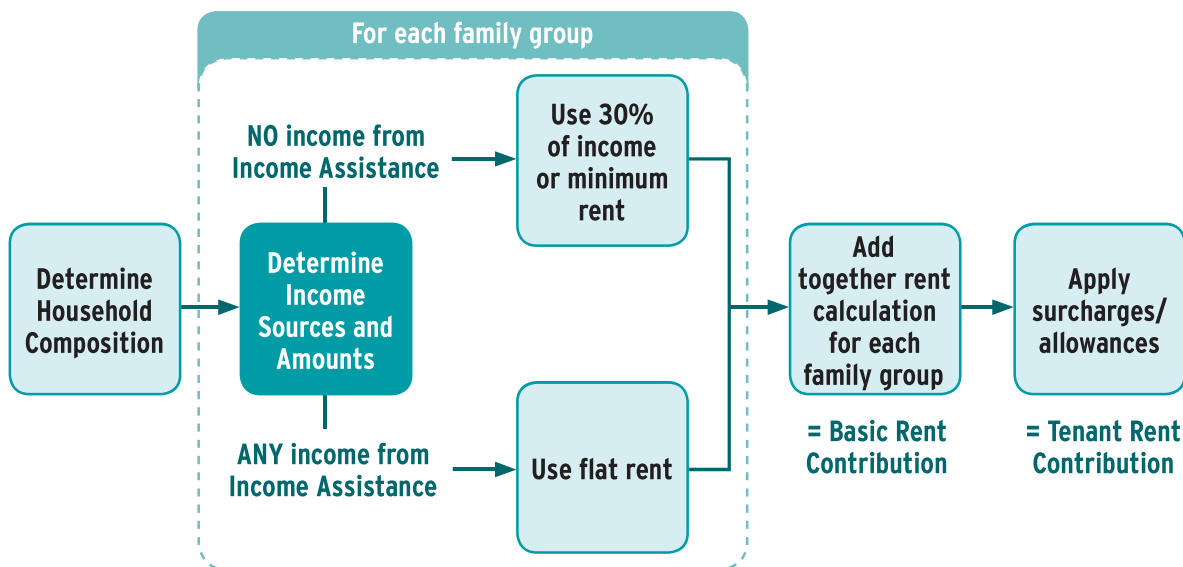 For each family group
Determine
Household
Composition
Determine
Income
Sources and
Amounts
NO income from
Income Assistance
Use 30%
of income
or minimum
rent
ANY income from
Income Assistance
Use flat rent
Add
together rent
calculation
for each
family group
= Basic Rent
Contribution
Apply
surcharges/
allowances
= Tenant Rent
Contribution